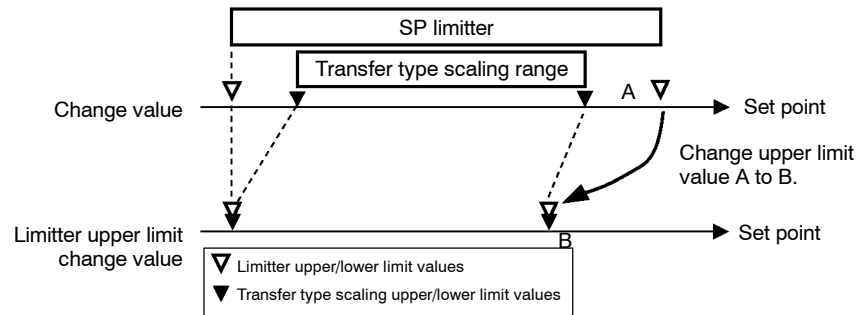 SP limitter
Transfer type scaling range
A
Change value
Set point
Change upper limit
value A to B.
Limitter upper limit
change value
Set point
B
Limitter upper/lower limit values
Transfer type scaling upper/lower limit values